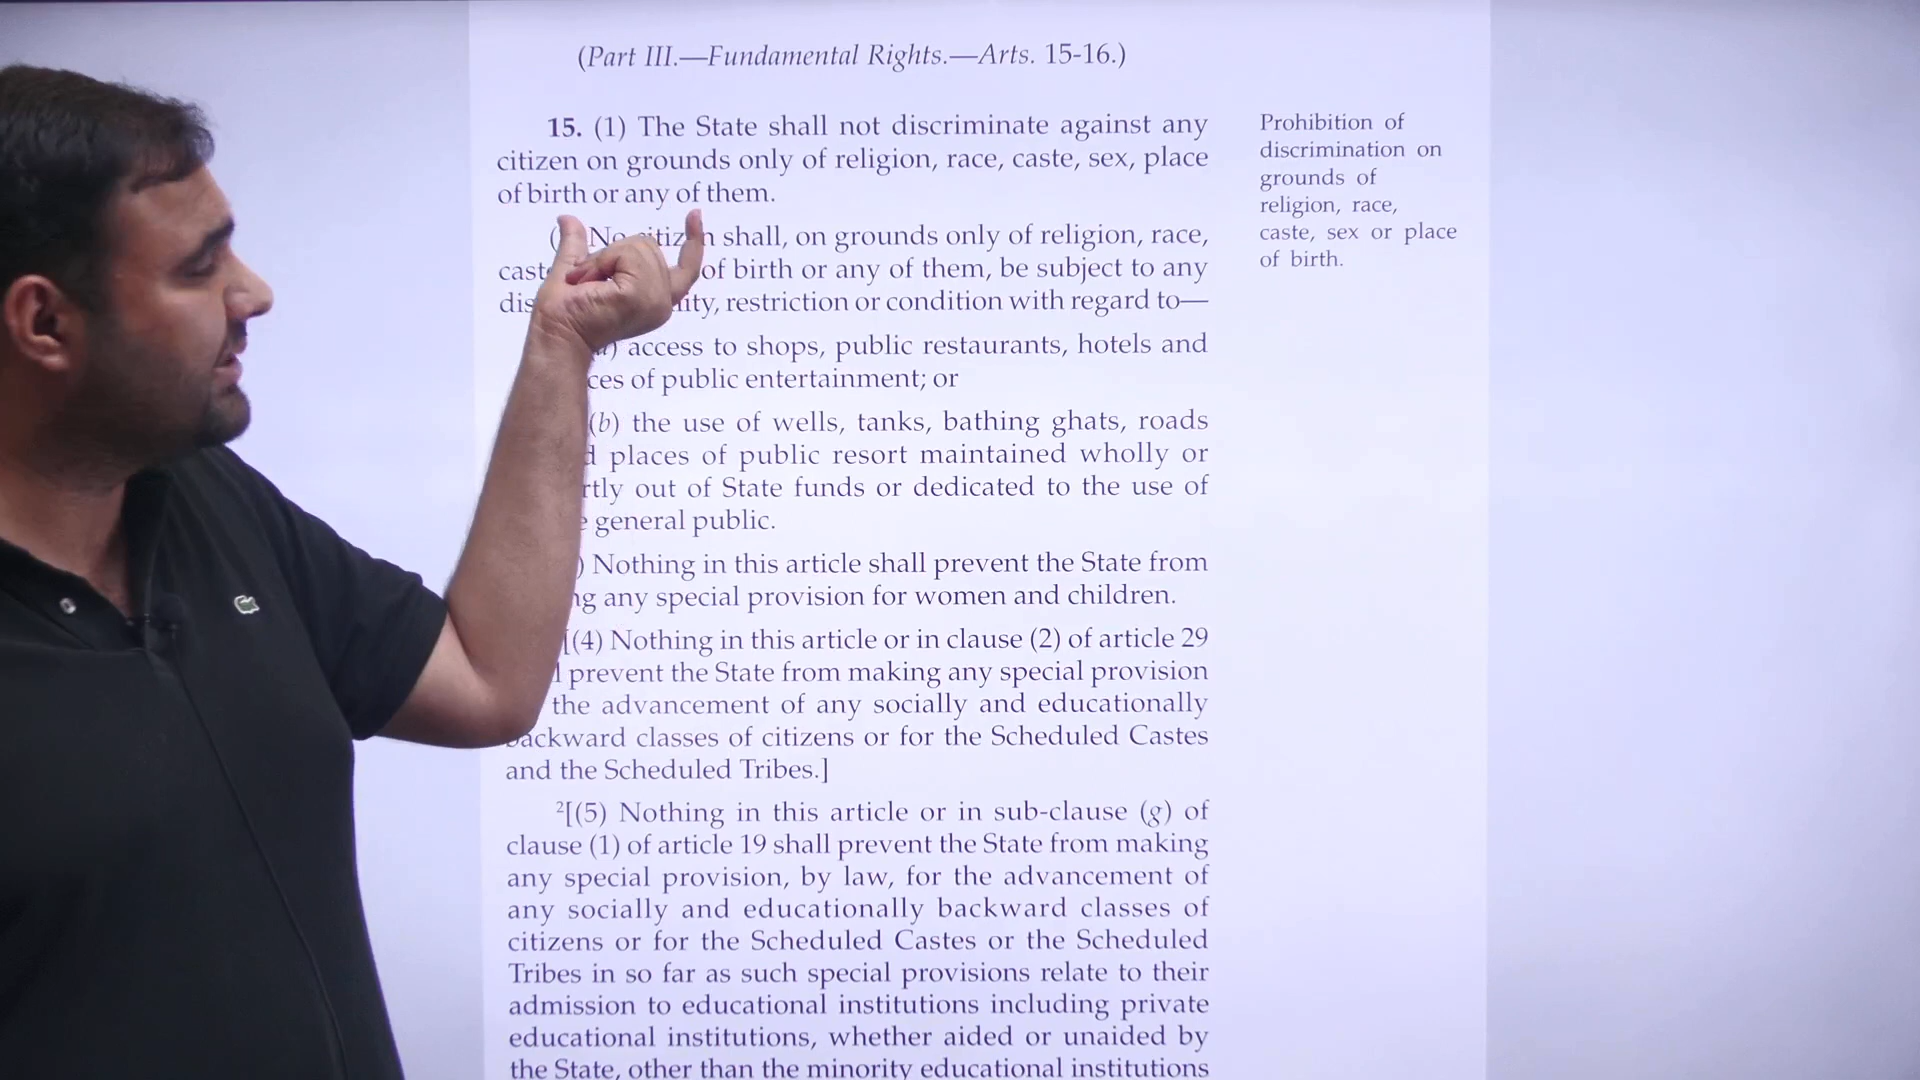 (Part III.—Fundamental Rights.—Arts. 15-16.)
15. (1) The State shall not discriminate against any
citizen on grounds only of religion, race, caste, sex, place
of birth or any of them.
No shall, on grounds only of religion, race,
of birth or any of them, be subject to any
restriction or condition with regard to—
access to shops, public restaurants, hotels and
of public entertainment; or
(b) the use of wells, tanks, bathing ghats, roads
places of public resort maintained wholly or
out of State funds or dedicated to the use of
general public.
Nothing in this article shall prevent the State from
any special provision for women and children.
[(4) Nothing in this article or in clause (2) of article 29
prevent the State from making any special provision
the advancement of any socially and educationally
backward classes of citizens or for the Scheduled Castes
and the Scheduled Tribes.]
²[(5) Nothing in this article or in sub-clause (g) of
clause (1) of article 19 shall prevent the State from making
any special provision, by law, for the advancement of
any socially and educationally backward classes of
citizens or for the Scheduled Castes or the Scheduled
Tribes in so far as such special provisions relate to their
admission to educational institutions including private
educational institutions, whether aided or unaided by
the State, other than the minority educational institutions
Prohibition of
discrimination on
grounds of
religion, race,
caste, sex or place
of birth.